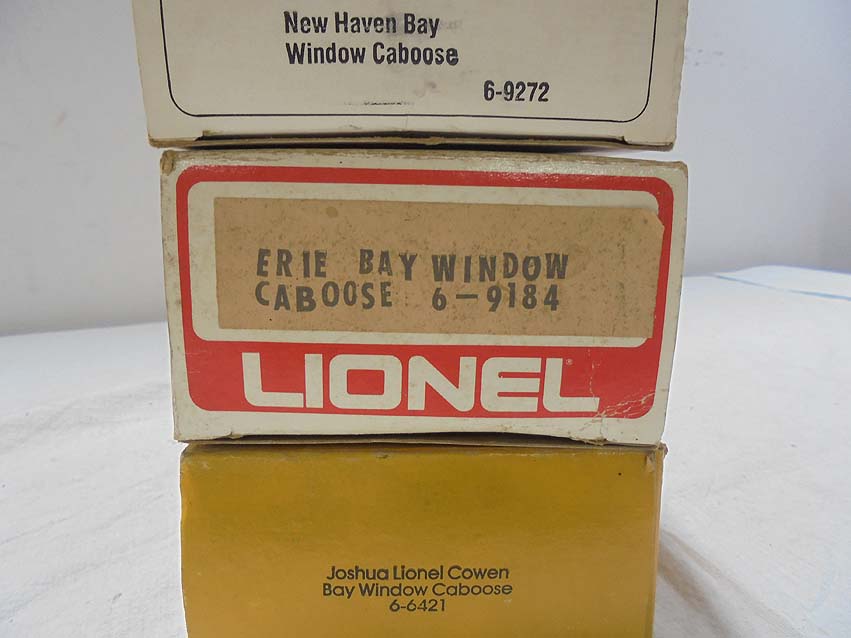 New Haven Bay
Window Caboose
6-9272
ERIE BAY WINDOW
CABOOSE 6-9184
LIONEL®
Joshua Lionel Cowen
Bay Window Caboose
6-6421